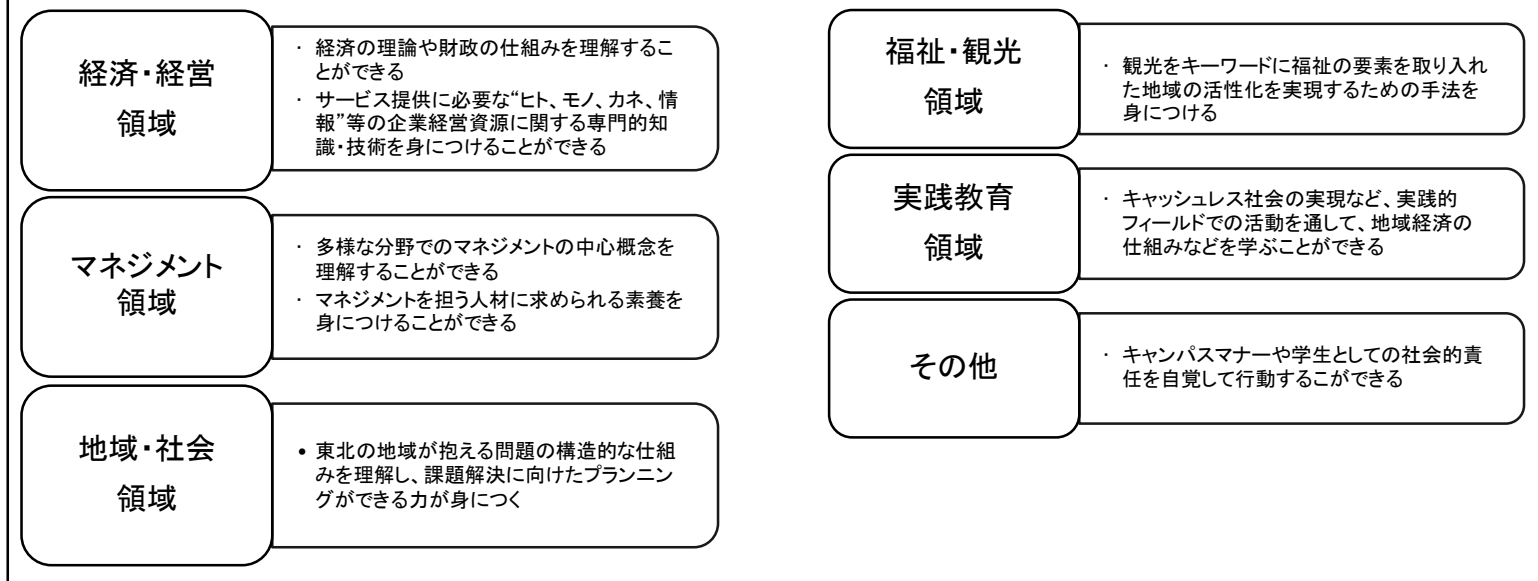 経済・経営
領域
· 経済の理論や財政の仕組みを理解するこ
とができる
· サービス提供に必要な“ヒト、モノ、カネ、情
報”等の企業経営資源に関する専門的知
識・技術を身につけることができる
マネジメント
領域
· 多様な分野でのマネジメントの中心概念を
理解することができる
· マネジメントを担う人材に求められる素養を
身につけることができる
地域・社会
領域
• 東北の地域が抱える問題の構造的な仕組
みを理解し、課題解決に向けたプランニン
グができる力が身につく
福祉・観光
領域
· 観光をキーワードに福祉の要素を取り入れ
た地域の活性化を実現するための手法を
身につける
実践教育
領域
· キャッシュレス社会の実現など、実践的
フィールドでの活動を通して、地域経済の
仕組みなどを学ぶことができる
その他
· キャンパスマナーや学生としての社会的責
任を自覚して行動するこができる